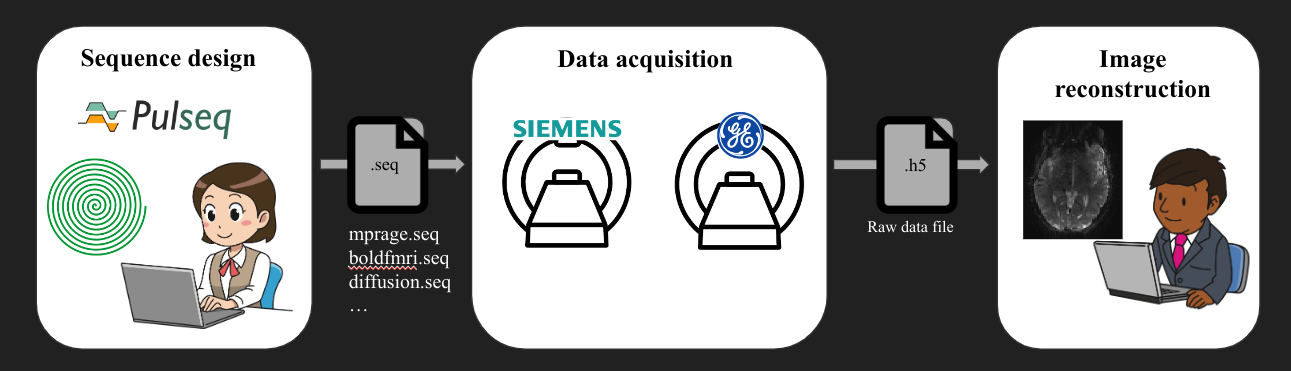 Sequence design
Pulseq
.seq
mprage.seq
boldfmri.seq
diffusion.seq
…
Data acquisition
SIEMENS
GE
.h5
Raw data file
Image
reconstruction